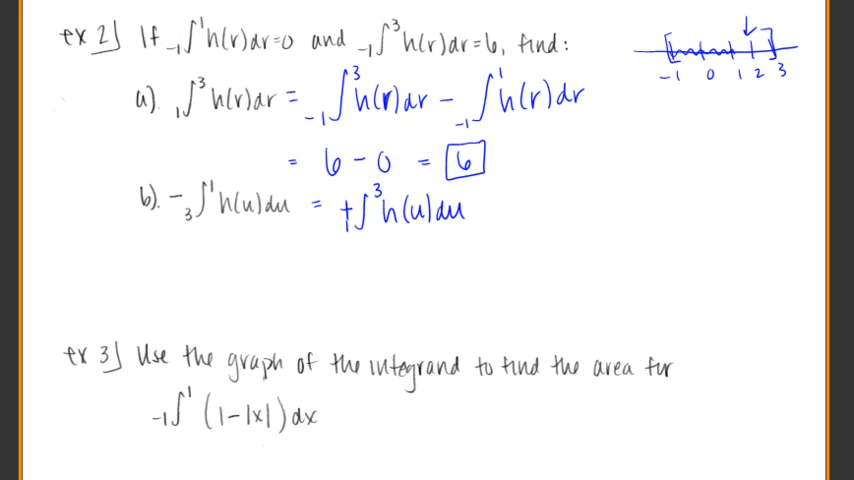 ex 2] If ₋₁∫¹ h(r)dr=0 and ₋₁∫³ h(r)dr=6, find:
-1 0 1 2 3
a). ₁∫³ h(r)dr = ₋₁∫³ h(r)dr - ₋₁∫¹ h(r)dr
= 6 - 0 = 6
b). -₃∫¹ h(u)du = +₁∫³ h(u)du
ex 3] Use the graph of the integrand to find the area for
₋₁∫¹ (1-|x|)dx